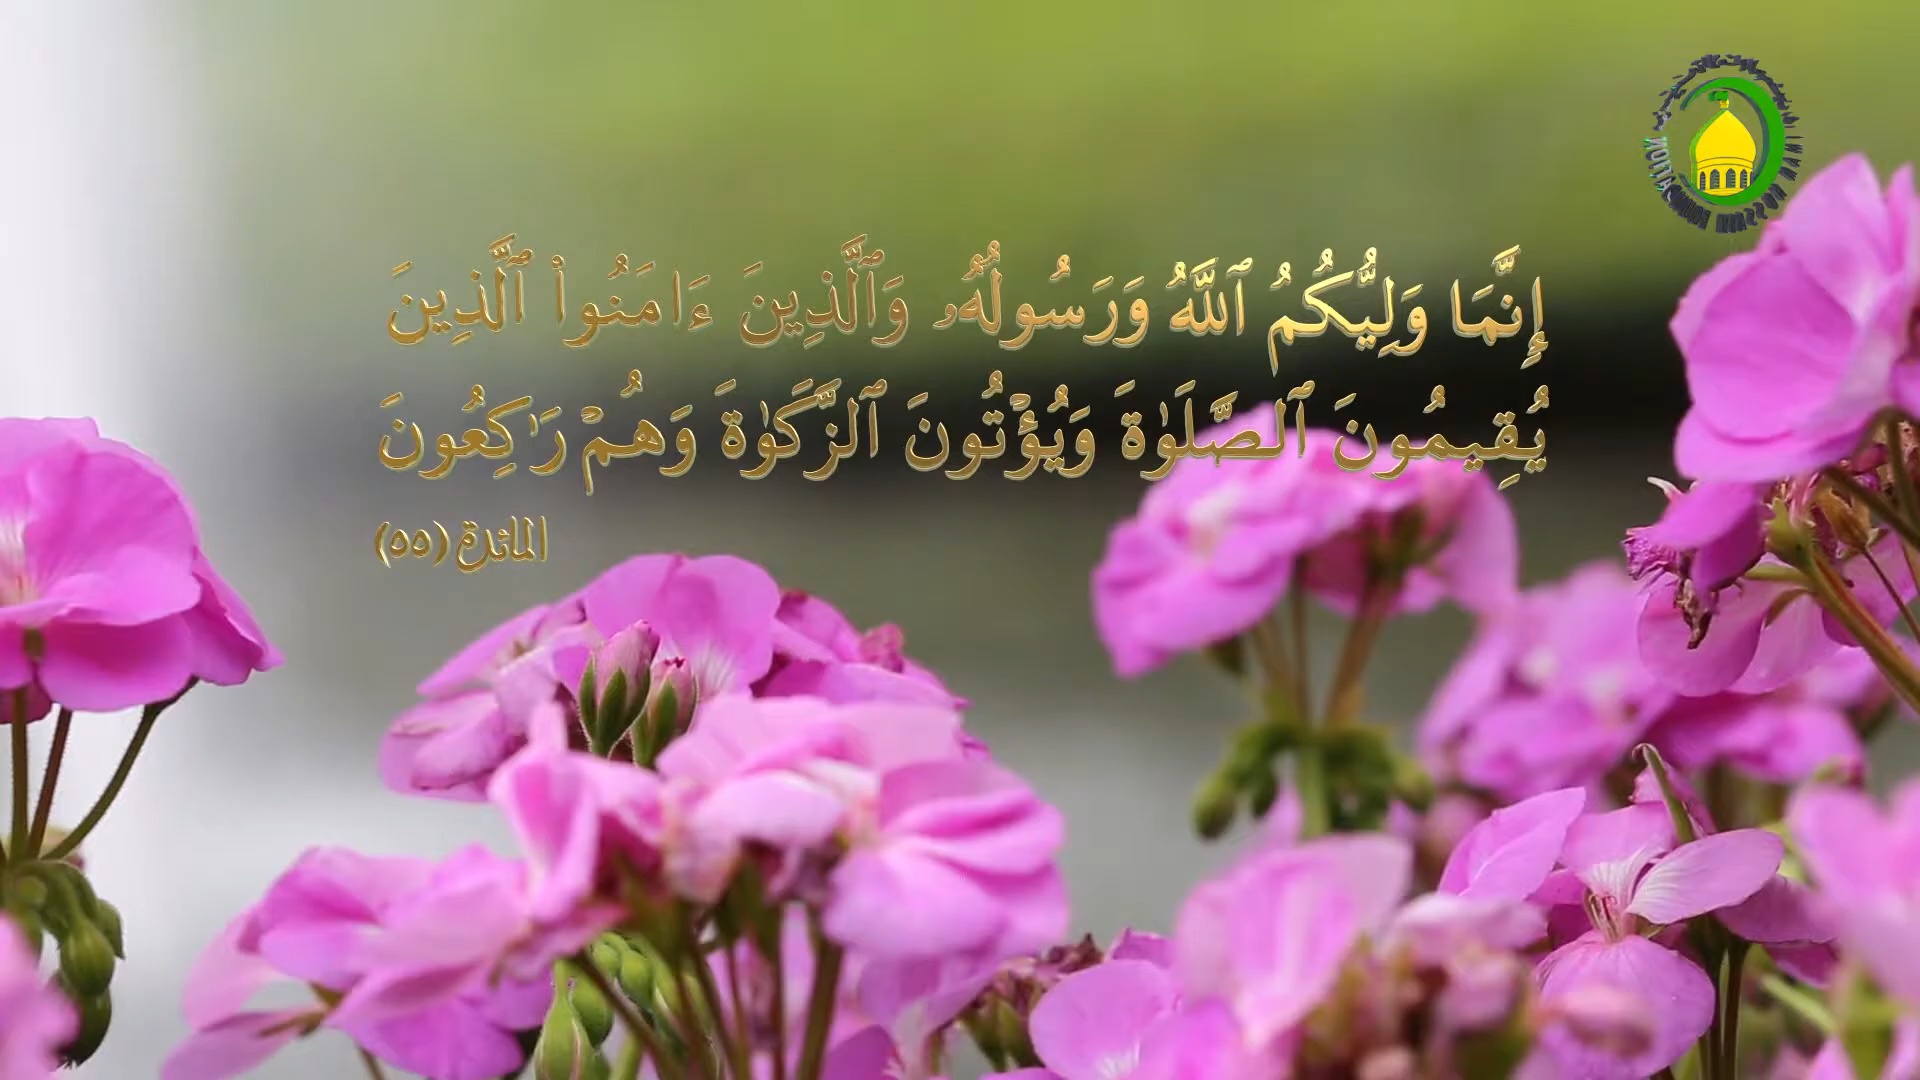 إِنَّمَا وَلِيُّكُمُ ٱللَّهُ وَرَسُولُهُۥ وَٱلَّذِينَ ءَامَنُوا۟ ٱلَّذِينَ
يُقِيمُونَ ٱلصَّلَوٰةَ وَيُؤْتُونَ ٱلزَّكَوٰةَ وَهُمْ رَٰكِعُونَ
المائدة (٥٥)